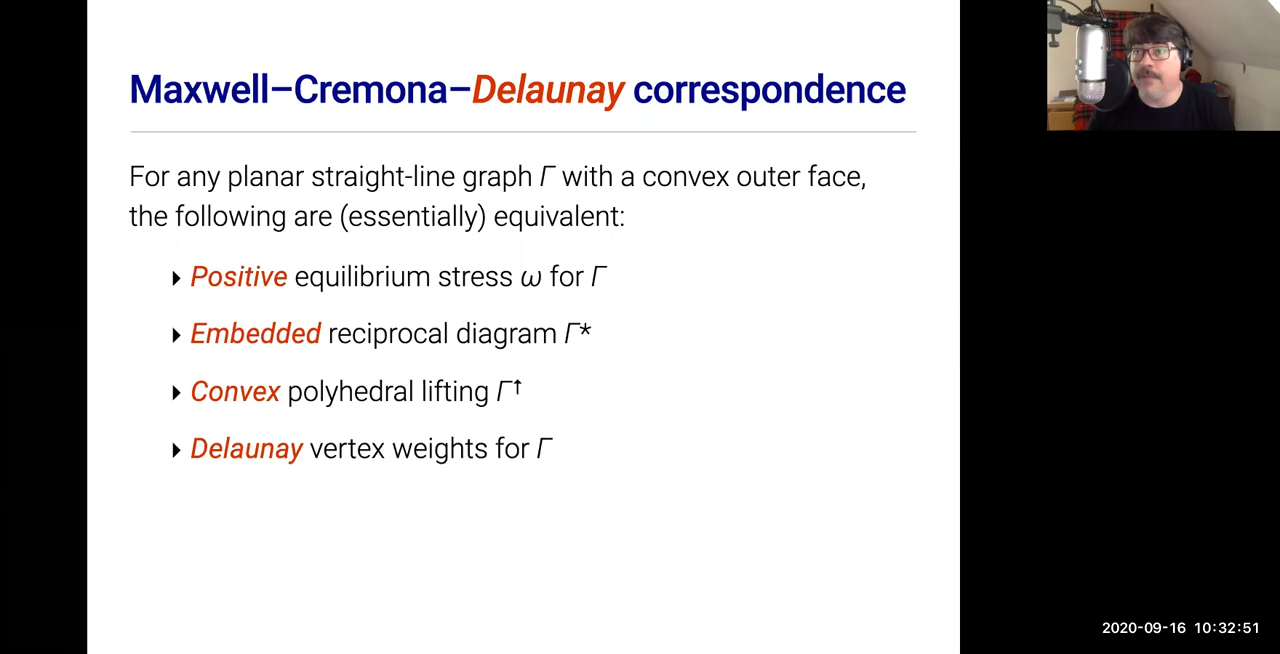 Maxwell–Cremona–Delaunay correspondence
For any planar straight-line graph Γ with a convex outer face,
the following are (essentially) equivalent:
‣ Positive equilibrium stress ω for Γ
‣ Embedded reciprocal diagram Γ*
‣ Convex polyhedral lifting Γ↑
‣ Delaunay vertex weights for Γ
2020-09-16 10:32:51